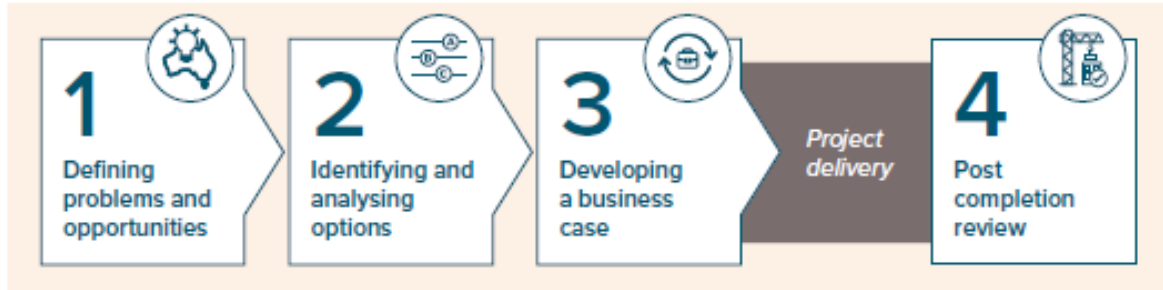 1
Defining
problems and
opportunities
2
A
B
C
Identifying and
analysing
options
3
Developing
a business
case
Project
delivery
4
Post
completion
review